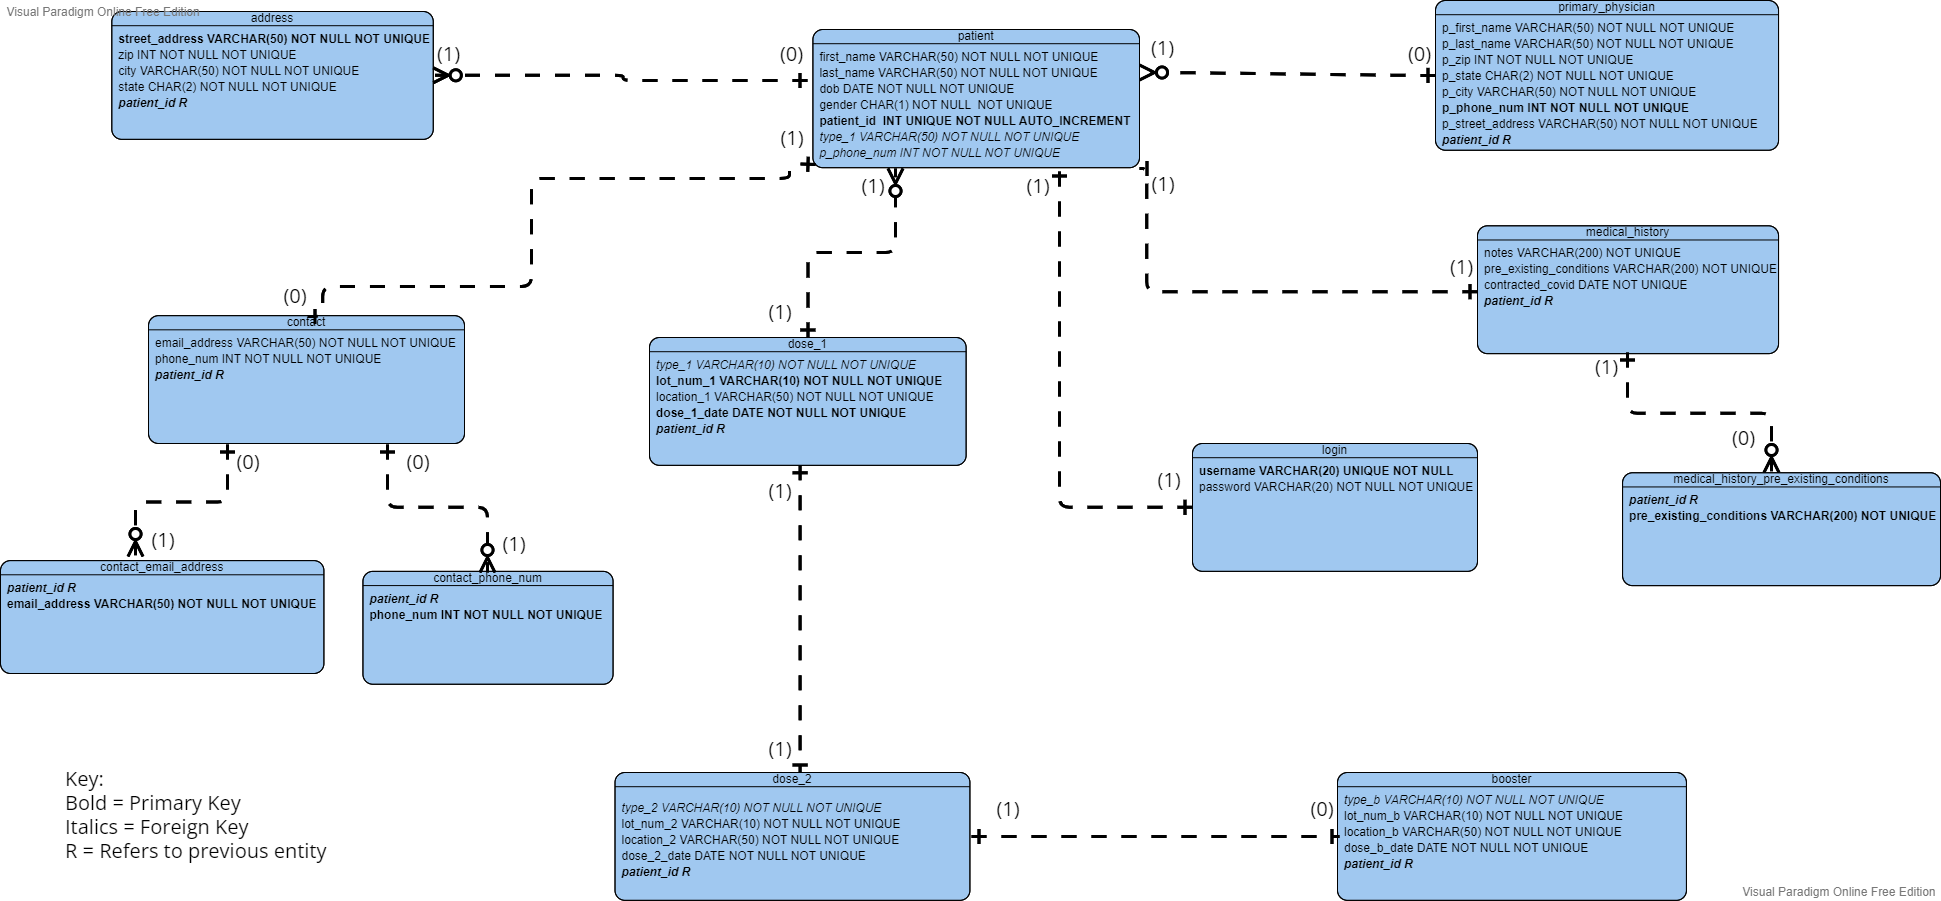 Visual Paradigm Online Free Edition
address
street_address VARCHAR(50) NOT NULL NOT UNIQUE
zip INT NOT NULL NOT UNIQUE
city VARCHAR(50) NOT NULL NOT UNIQUE
state CHAR(2) NOT NULL NOT UNIQUE
patient_id R
(1)
(0)
patient
first_name VARCHAR(50) NOT NULL NOT UNIQUE
last_name VARCHAR(50) NOT NULL NOT UNIQUE
dob DATE NOT NULL NOT UNIQUE
gender CHAR(1) NOT NULL  NOT UNIQUE
patient_id  INT UNIQUE NOT NULL AUTO_INCREMENT
type_1 VARCHAR(50) NOT NULL NOT UNIQUE
p_phone_num INT NOT NULL NOT UNIQUE
(1)
(0)
primary_physician
p_first_name VARCHAR(50) NOT NULL NOT UNIQUE
p_last_name VARCHAR(50) NOT NULL NOT UNIQUE
p_zip INT NOT NULL NOT UNIQUE
p_state CHAR(2) NOT NULL NOT UNIQUE
p_city VARCHAR(50) NOT NULL NOT UNIQUE
p_phone_num INT NOT NULL NOT UNIQUE
p_street_address VARCHAR(50) NOT NULL NOT UNIQUE
patient_id R
(1)
(1)
(1)
(1)
(1)
medical_history
notes VARCHAR(200) NOT UNIQUE
pre_existing_conditions VARCHAR(200) NOT UNIQUE
contracted_covid DATE NOT UNIQUE
patient_id R
(0)
contact
email_address VARCHAR(50) NOT NULL NOT UNIQUE
phone_num INT NOT NULL NOT UNIQUE
patient_id R
(1)
dose_1
type_1 VARCHAR(10) NOT NULL NOT UNIQUE
lot_num_1 VARCHAR(10) NOT NULL NOT UNIQUE
location_1 VARCHAR(50) NOT NULL NOT UNIQUE
dose_1_date DATE NOT NULL NOT UNIQUE
patient_id R
(1)
(0)
(0)
(0)
(1)
(1)
login
username VARCHAR(20) UNIQUE NOT NULL
password VARCHAR(20) NOT NULL NOT UNIQUE
medical_history_pre_existing_conditions
patient_id R
pre_existing_conditions VARCHAR(200) NOT UNIQUE
(1)
(1)
contact_email_address
patient_id R
email_address VARCHAR(50) NOT NULL NOT UNIQUE
contact_phone_num
patient_id R
phone_num INT NOT NULL NOT UNIQUE
(1)
dose_2
type_2 VARCHAR(10) NOT NULL NOT UNIQUE
lot_num_2 VARCHAR(10) NOT NULL NOT UNIQUE
location_2 VARCHAR(50) NOT NULL NOT UNIQUE
dose_2_date DATE NOT NULL NOT UNIQUE
patient_id R
(1)
(0)
booster
type_b VARCHAR(10) NOT NULL NOT UNIQUE
lot_num_b VARCHAR(10) NOT NULL NOT UNIQUE
location_b VARCHAR(50) NOT NULL NOT UNIQUE
dose_b_date DATE NOT NULL NOT UNIQUE
patient_id R
Key:
Bold = Primary Key
Italics = Foreign Key
R = Refers to previous entity
Visual Paradigm Online Free Edition